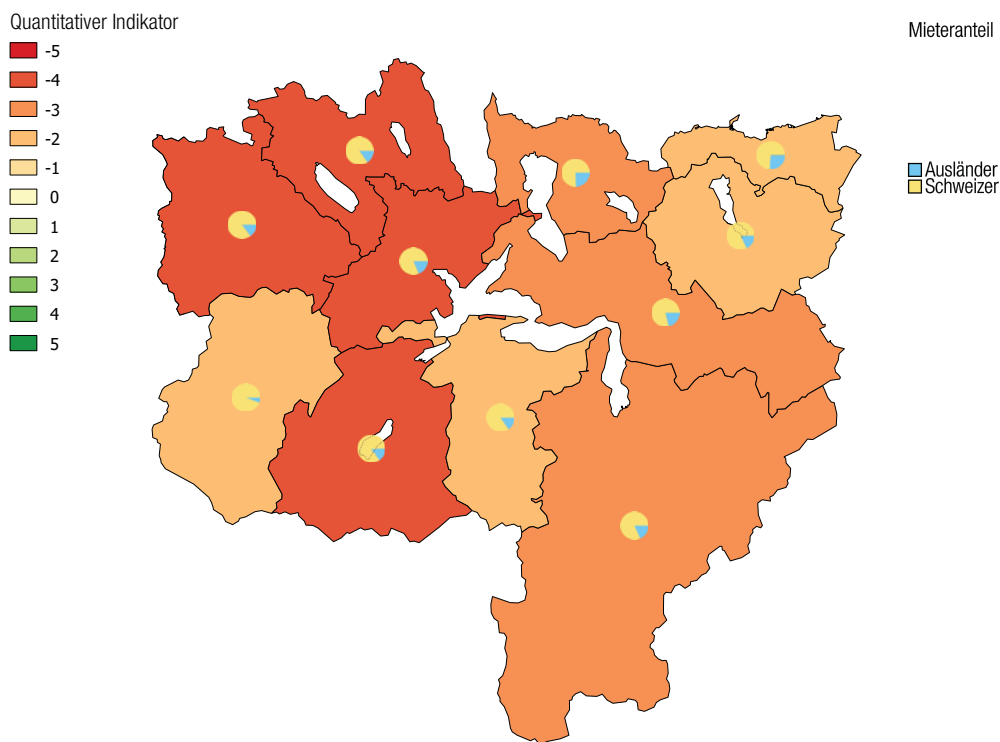 Quantitativer Indikator
-5
-4
-3
-2
-1
0
1
2
3
4
5
Mieteranteil
Ausländer
Schweizer